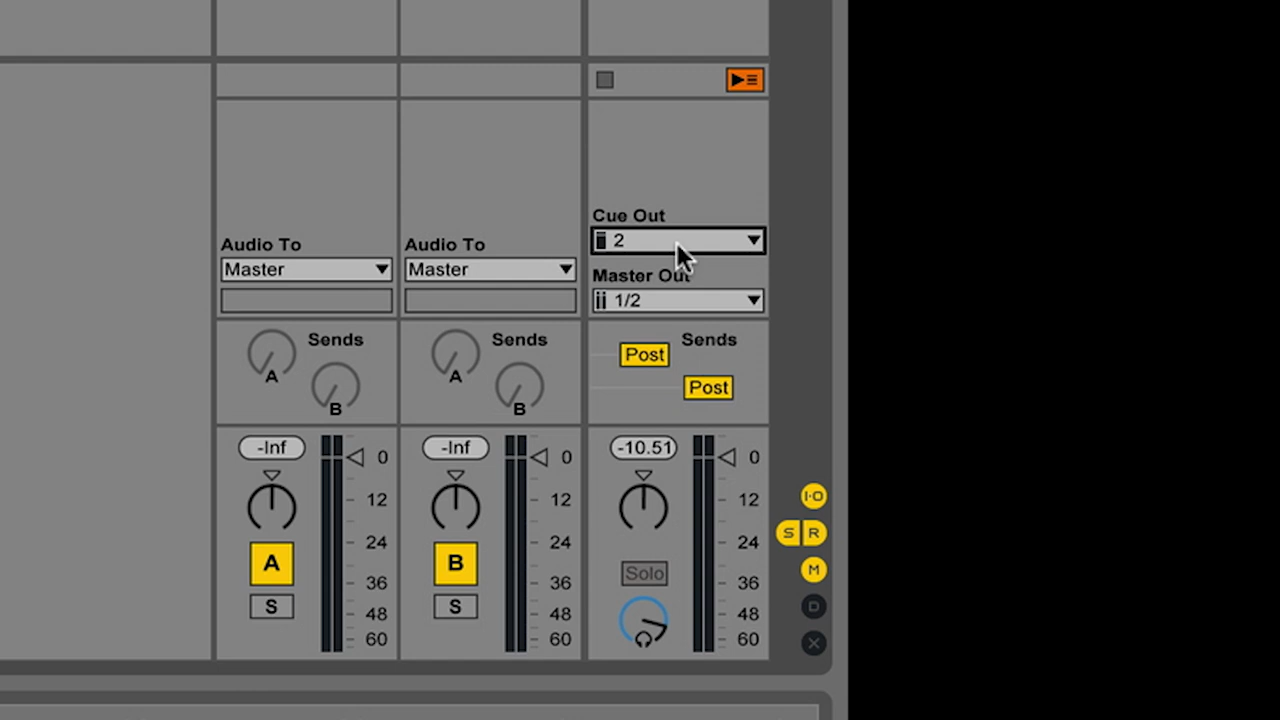 Cue Out
2
Audio To
Audio To
Master
Master
Master Out
1/2
Sends
Sends
Sends
A
B
A
B
Post
Post
-Inf
-Inf
-10.51
0
12
24
36
48
60
0
12
24
36
48
60
0
12
24
36
48
60
A
S
B
S
Solo
I·O
S
R
M
D
X